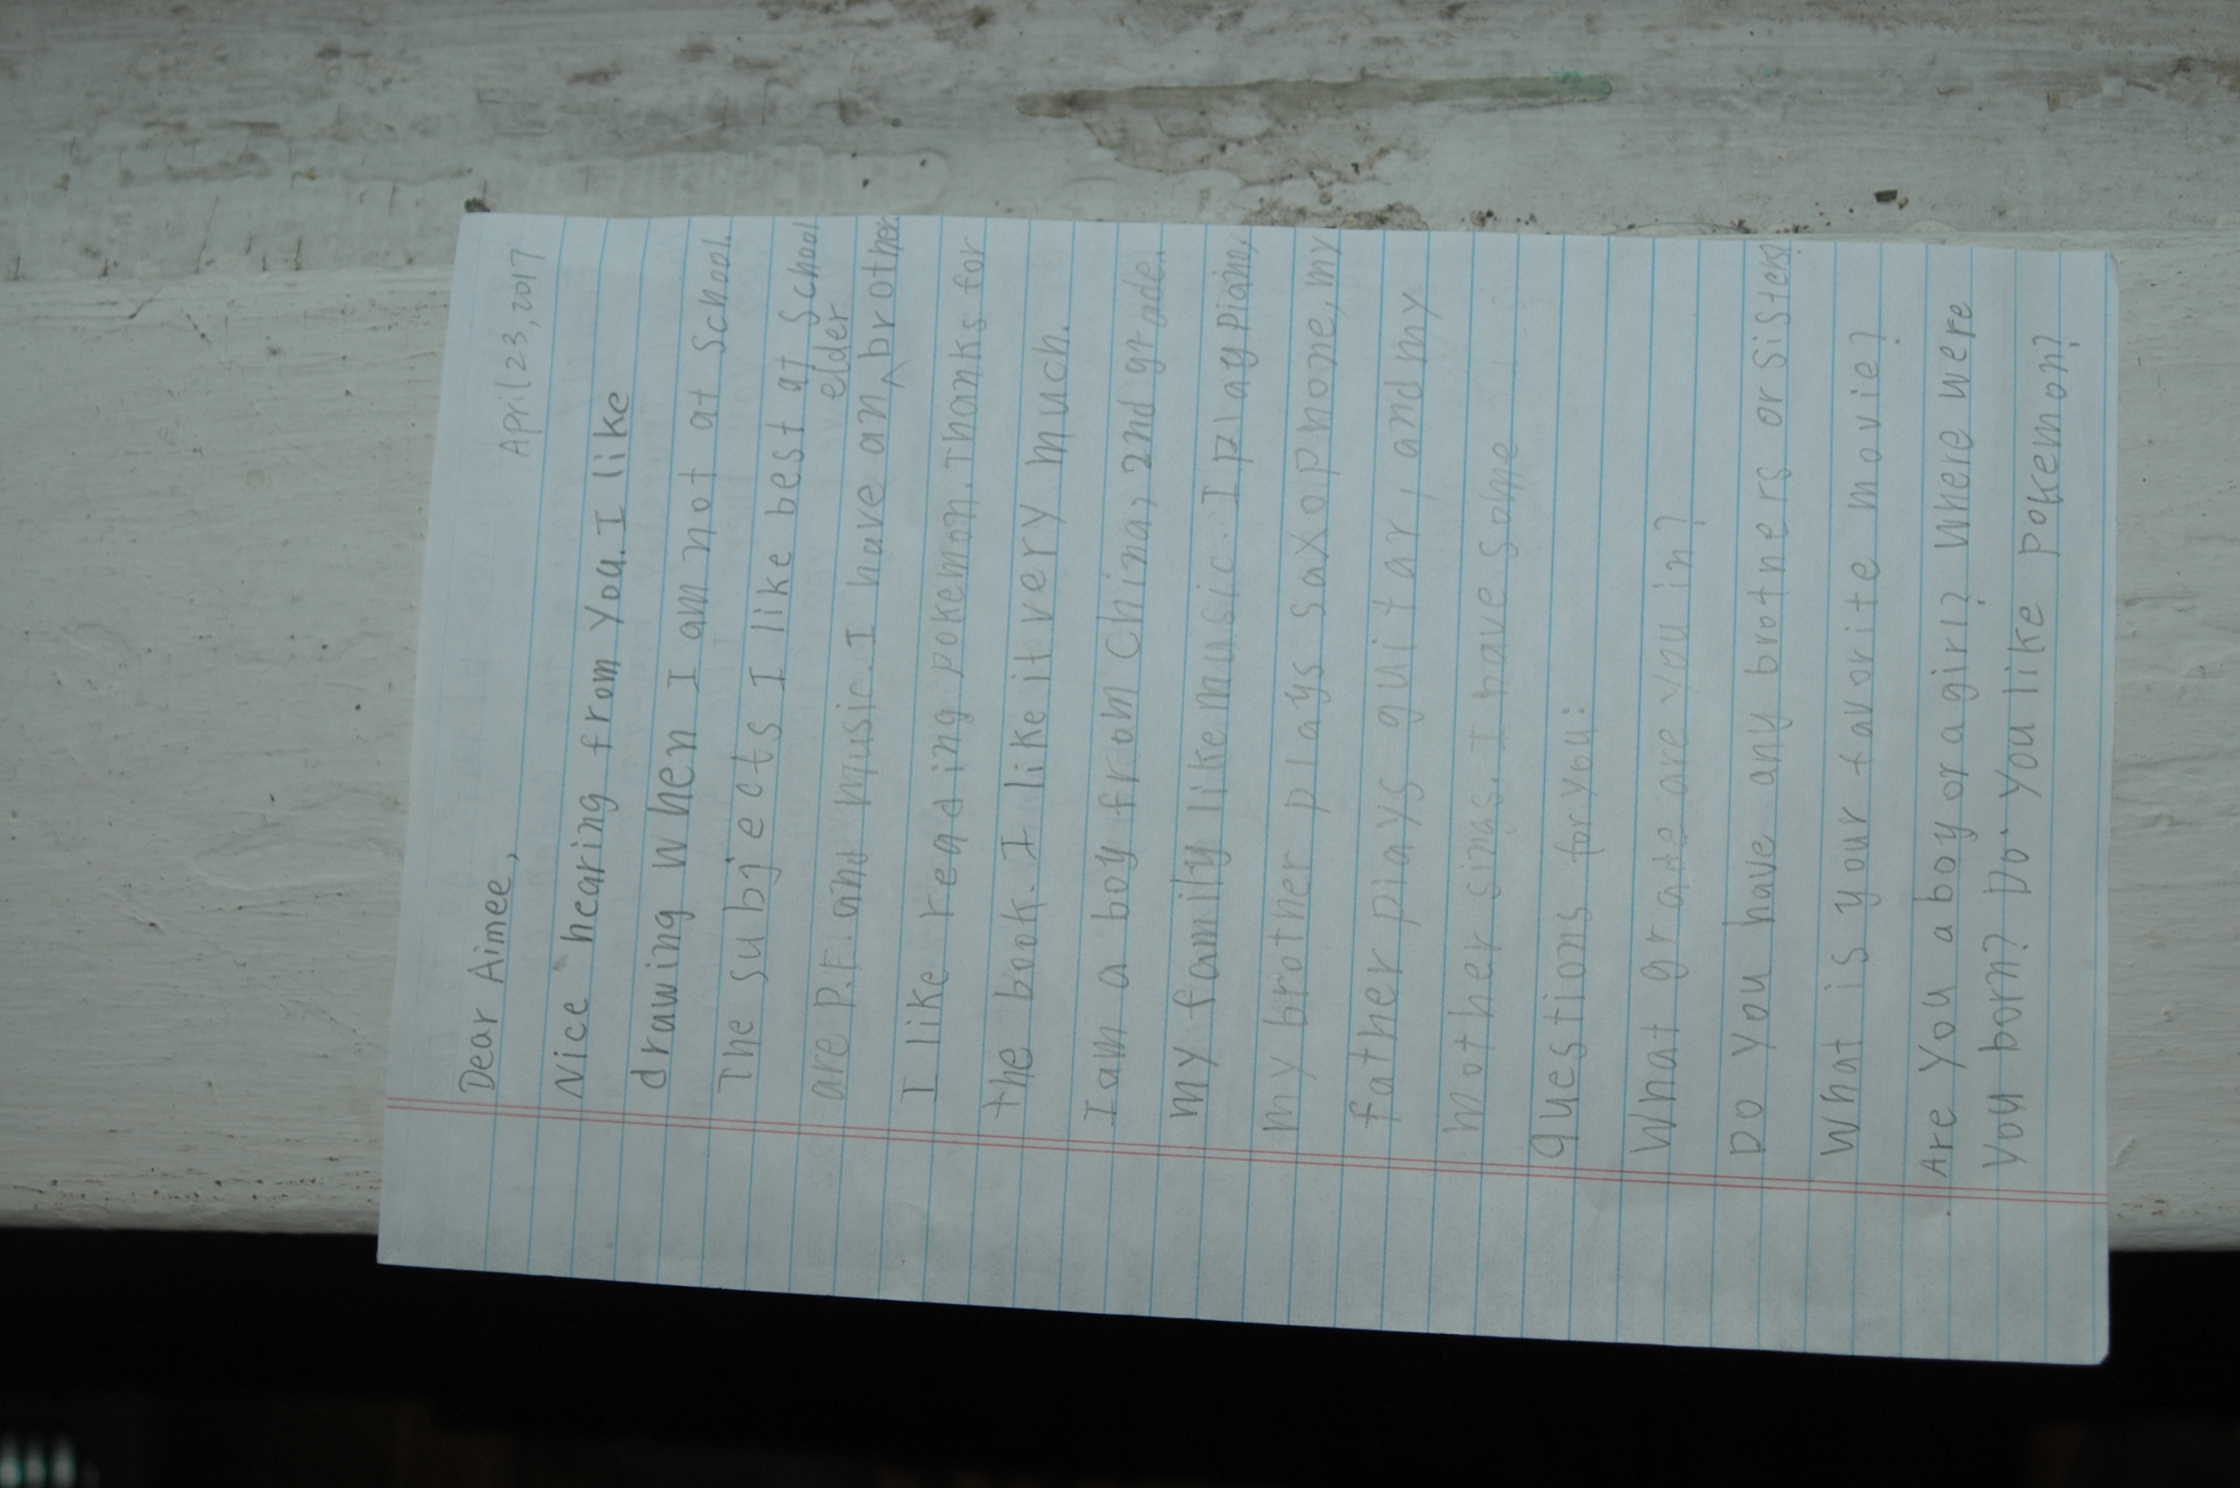 April 23, 2017
Dear Aimee,
Nice hearing from you. I like
drawing when I am not at school.
The subjects I like best at school
are P.E. and music. I have an ^ elder brother.
I like reading pokemon. Thanks for
the book. I like it very much.
I am a boy from China, 2nd grade.
My family like music. I play piano,
my brother plays saxophone, my
father plays guitar, and my
mother sings. I have some
questions for you:
What grade are you in?
Do you have any brothers or sisters?
What is your favorite movie?
Are you a boy or a girl? Where were
you born? Do you like Pokemon?